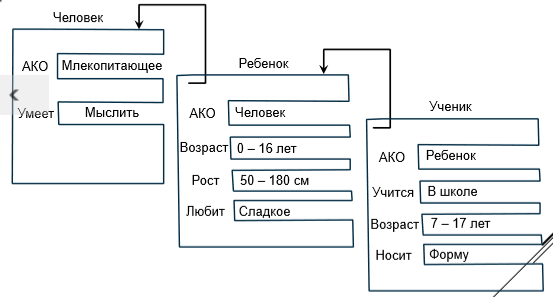 Человек
АКО Млекопитающее
Умеет Мыслить
Ребенок
АКО Человек
Возраст 0 – 16 лет
Рост 50 – 180 см
Любит Сладкое
Ученик
АКО Ребенок
Учится В школе
Возраст 7 – 17 лет
Носит Форму